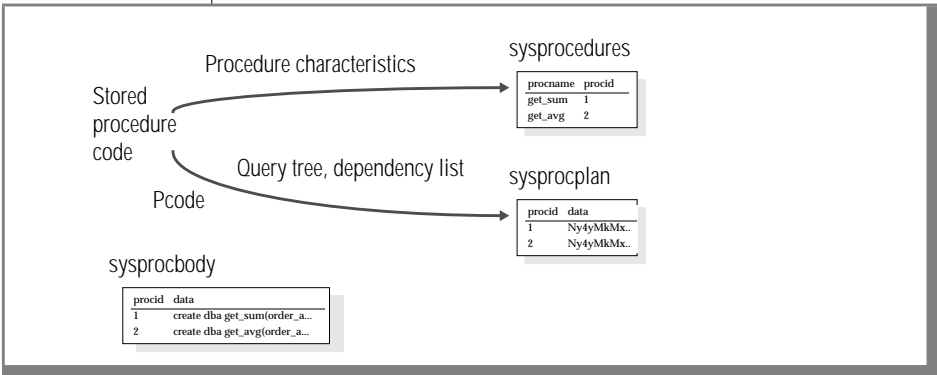 sysprocedures
Procedure characteristics
procname procid
get_sum 1
get_avg 2
Stored
procedure
code
Query tree, dependency list
sysprocplan
Pcode
procid data
1 Ny4yMkMx..
2 Ny4yMkMx..
sysprocbody
procid data
1 create dba get_sum(order_a...
2 create dba get_avg(order_a...